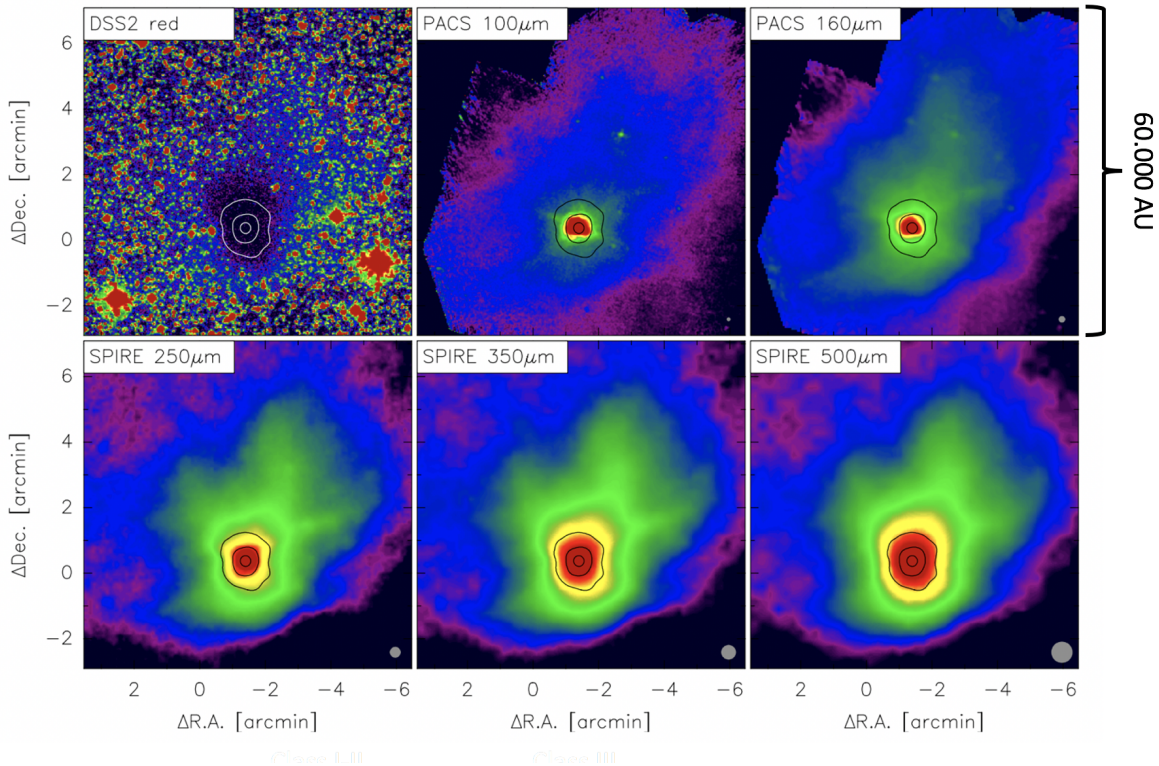 DSS2 red
PACS 100μm
PACS 160μm
6
4
2
0
−2
ΔDec. [arcmin]
60.000 AU
SPIRE 250μm
SPIRE 350μm
SPIRE 500μm
6
4
2
0
−2
ΔDec. [arcmin]
2 0 −2 −4 −6
2 0 −2 −4 −6
2 0 −2 −4 −6
ΔR.A. [arcmin]
ΔR.A. [arcmin]
ΔR.A. [arcmin]